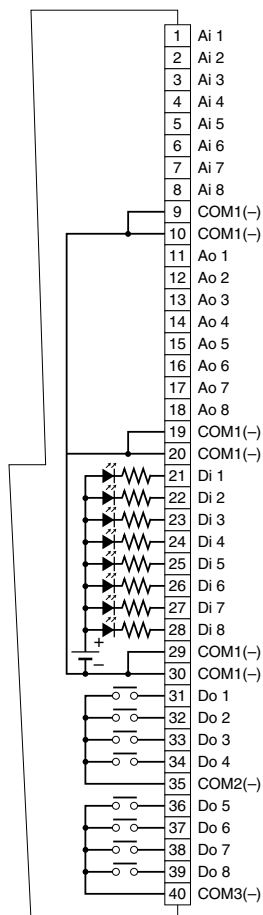 1 Ai 1
2 Ai 2
3 Ai 3
4 Ai 4
5 Ai 5
6 Ai 6
7 Ai 7
8 Ai 8
9 COM1(–)
10 COM1(–)
11 Ao 1
12 Ao 2
13 Ao 3
14 Ao 4
15 Ao 5
16 Ao 6
17 Ao 7
18 Ao 8
19 COM1(–)
20 COM1(–)
21 Di 1
22 Di 2
23 Di 3
24 Di 4
25 Di 5
26 Di 6
27 Di 7
28 Di 8
+
29 COM1(–)
–
30 COM1(–)
31 Do 1
32 Do 2
33 Do 3
34 Do 4
35 COM2(–)
36 Do 5
37 Do 6
38 Do 7
39 Do 8
40 COM3(–)